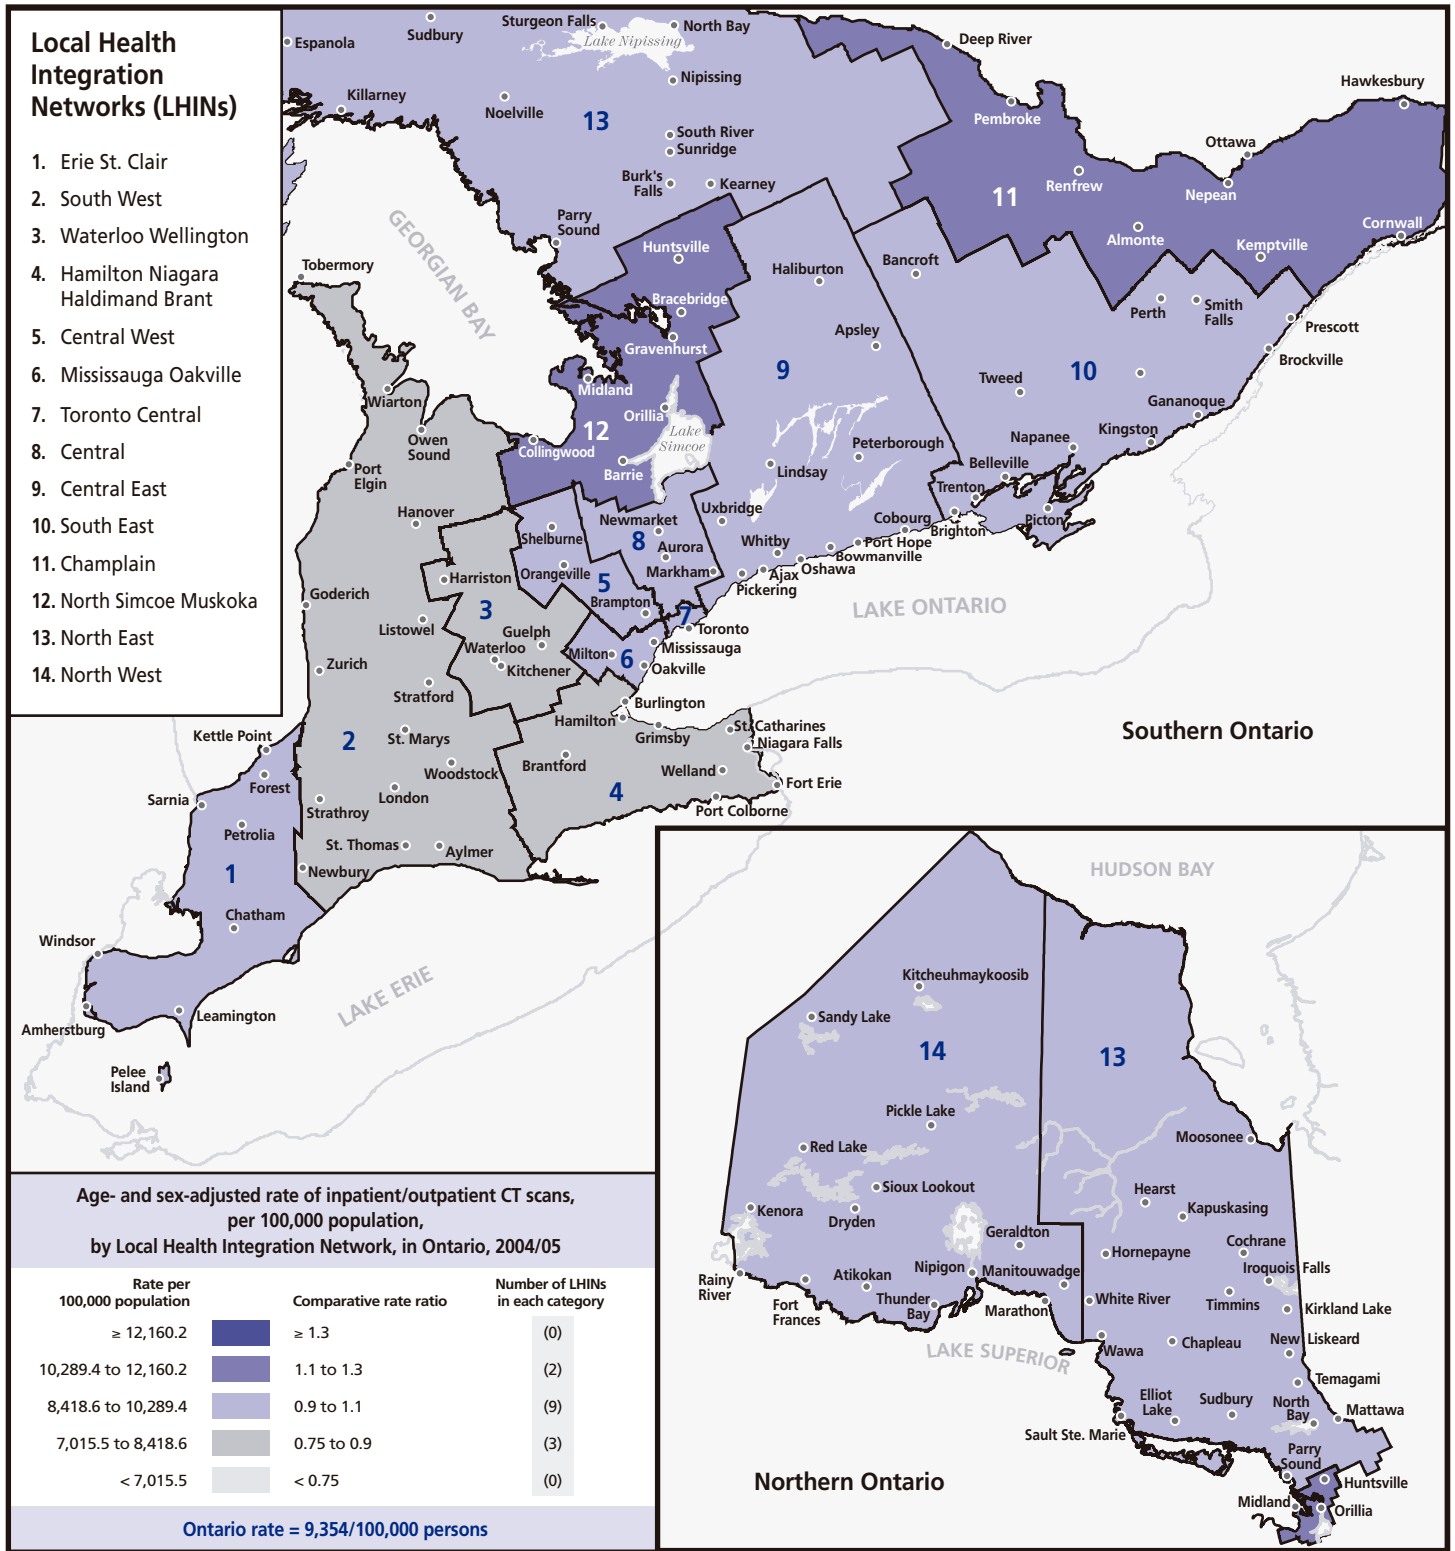 Local Health
Integration
Networks (LHINs)
1. Erie St. Clair
2. South West
3. Waterloo Wellington
4. Hamilton Niagara
Haldimand Brant
5. Central West
6. Mississauga Oakville
7. Toronto Central
8. Central
9. Central East
10. South East
11. Champlain
12. North Simcoe Muskoka
13. North East
14. North West
Espanola
Sudbury
Sturgeon Falls
North Bay
Lake Nipissing
Nipissing
Killarney
Noelville
13
South River
Sunridge
Burk's
Falls
Kearney
Parry
Sound
Deep River
Pembroke
Hawkesbury
Ottawa
Renfrew
Nepean
11
Almonte
Cornwall
Kemptville
GEORGIAN BAY
Tobermory
Huntsville
Bracebridge
Gravenhurst
Midland
Orillia
12
Lake
Simcoe
Collingwood
Barrie
Haliburton
Bancroft
Apsley
9
Perth
Smith
Falls
Prescott
Brockville
Tweed
10
Gananoque
Kingston
Napanee
Belleville
Trenton
Picton
Brighton
Peterborough
Lindsay
Cobourg
Port Hope
Bowmanville
Oshawa
Whitby
Ajax
Pickering
Uxbridge
Wiarton
Owen
Sound
Port
Elgin
Hanover
Shelburne
Newmarket
8
Aurora
Markham
Orangeville
5
Brampton
7
Toronto
Mississauga
Milton
6
Oakville
Harriston
3
Goderich
Listowel
Guelph
Waterloo
Kitchener
Zurich
Stratford
LAKE ONTARIO
Burlington
Hamilton
Grimsby
St. Catharines
Niagara Falls
Brantford
Welland
Fort Erie
4
Port Colborne
Southern Ontario
Kettle Point
2
St. Marys
Woodstock
Forest
Sarnia
London
Strathroy
Petrolia
St. Thomas
Aylmer
Newbury
1
Chatham
Windsor
Amherstburg
Leamington
LAKE ERIE
Pelee
Island
HUDSON BAY
Kitcheuhmaykoosib
Sandy Lake
14
13
Pickle Lake
Red Lake
Moosonee
Sioux Lookout
Kenora
Dryden
Hearst
Kapuskasing
Geraldton
Hornepayne
Cochrane
Iroquois Falls
Nipigon
Manitouwadge
Rainy
River
Atikokan
Fort
Frances
Thunder
Bay
Marathon
White River
Timmins
Kirkland Lake
LAKE SUPERIOR
Wawa
Chapleau
New Liskeard
Temagami
Elliot
Lake
Sudbury
North
Bay
Mattawa
Sault Ste. Marie
Parry
Sound
Huntsville
Midland
Orillia
Northern Ontario
Age- and sex-adjusted rate of inpatient/outpatient CT scans,
per 100,000 population,
by Local Health Integration Network, in Ontario, 2004/05
Rate per
100,000 population
Comparative rate ratio
Number of LHINs
in each category
≥ 12,160.2 ≥ 1.3 (0)
10,289.4 to 12,160.2 1.1 to 1.3 (2)
8,418.6 to 10,289.4 0.9 to 1.1 (9)
7,015.5 to 8,418.6 0.75 to 0.9 (3)
< 7,015.5 < 0.75 (0)
Ontario rate = 9,354/100,000 persons